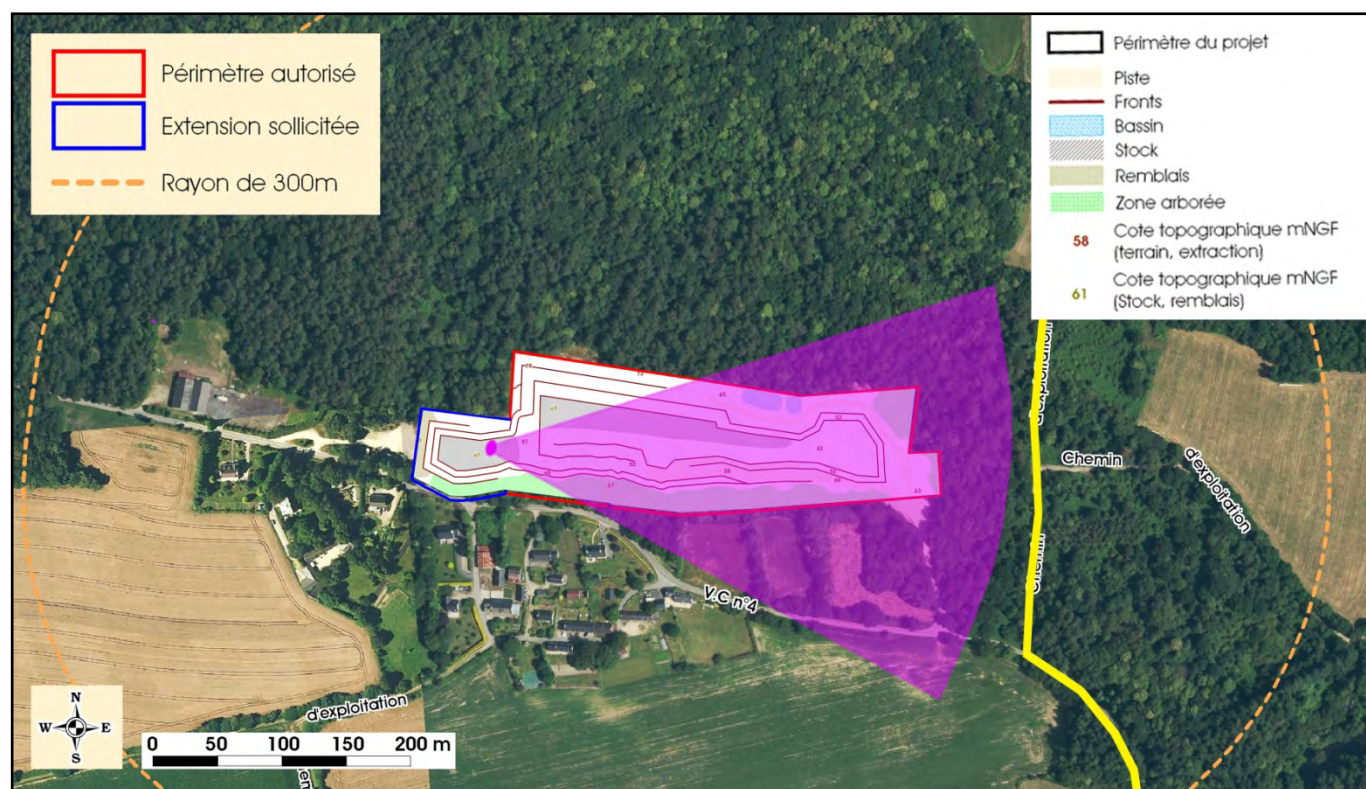 Périmètre autorisé
Extension sollicitée
Rayon de 300m
Périmètre du projet
Piste
Fronts
Bassin
Stock
Remblais
Zone arborée
58 Cote topographique mNGF
(terrain, extraction)
61 Cote topographique mNGF
(Stock, remblais)
d'exploitation
Chemin
d'exploitation
Chemin
V.C n°4
d'exploitation
N
W E
S
0 50 100 150 200 m